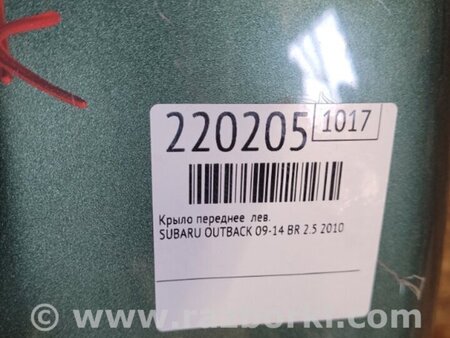 220205 1017
Крыло переднее лев.
SUBARU OUTBACK 09-14 BR 2.5 2010
© www.razborki.com